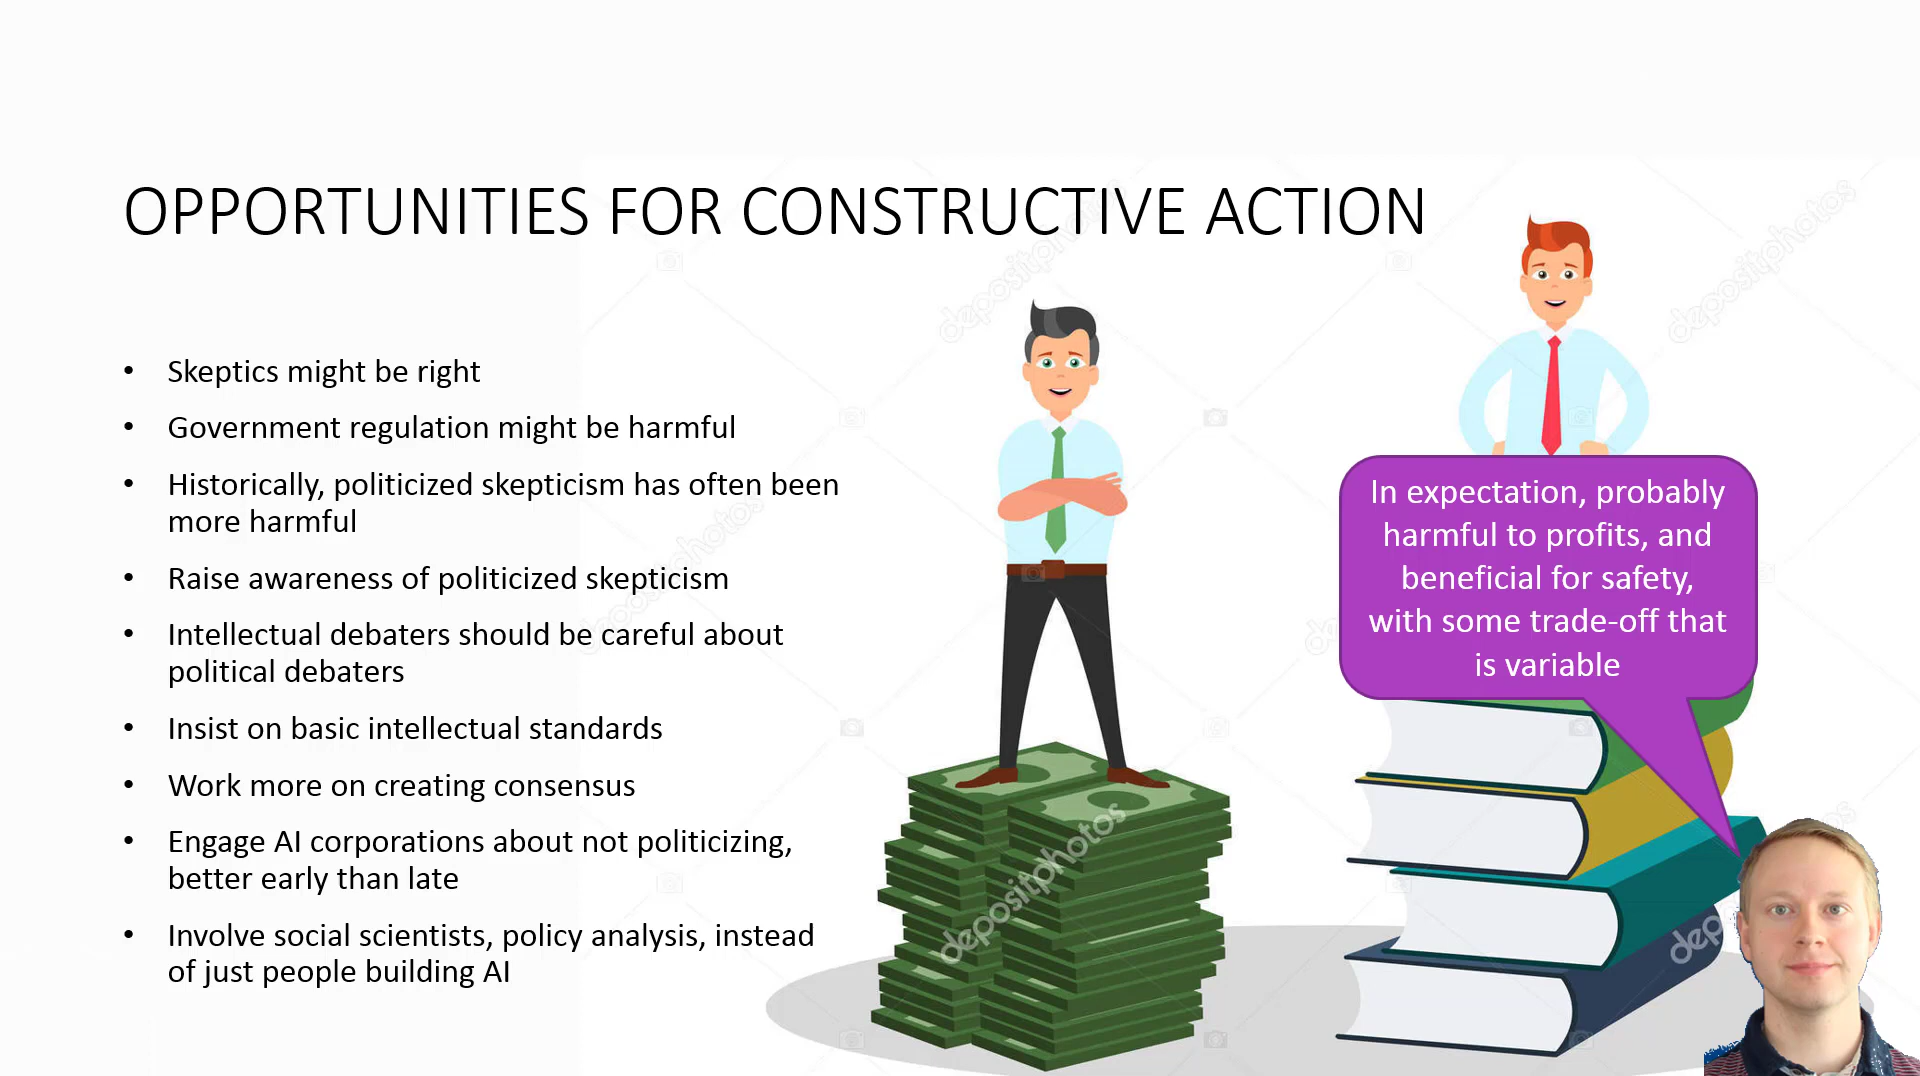 OPPORTUNITIES FOR CONSTRUCTIVE ACTION
• Skeptics might be right
• Government regulation might be harmful
• Historically, politicized skepticism has often been
more harmful
• Raise awareness of politicized skepticism
• Intellectual debaters should be careful about
political debaters
• Insist on basic intellectual standards
• Work more on creating consensus
• Engage AI corporations about not politicizing,
better early than late
• Involve social scientists, policy analysis, instead
of just people building AI
In expectation, probably
harmful to profits, and
beneficial for safety,
with some trade-off that
is variable
depositphotos
depositphotos
depositphotos
depositphotos